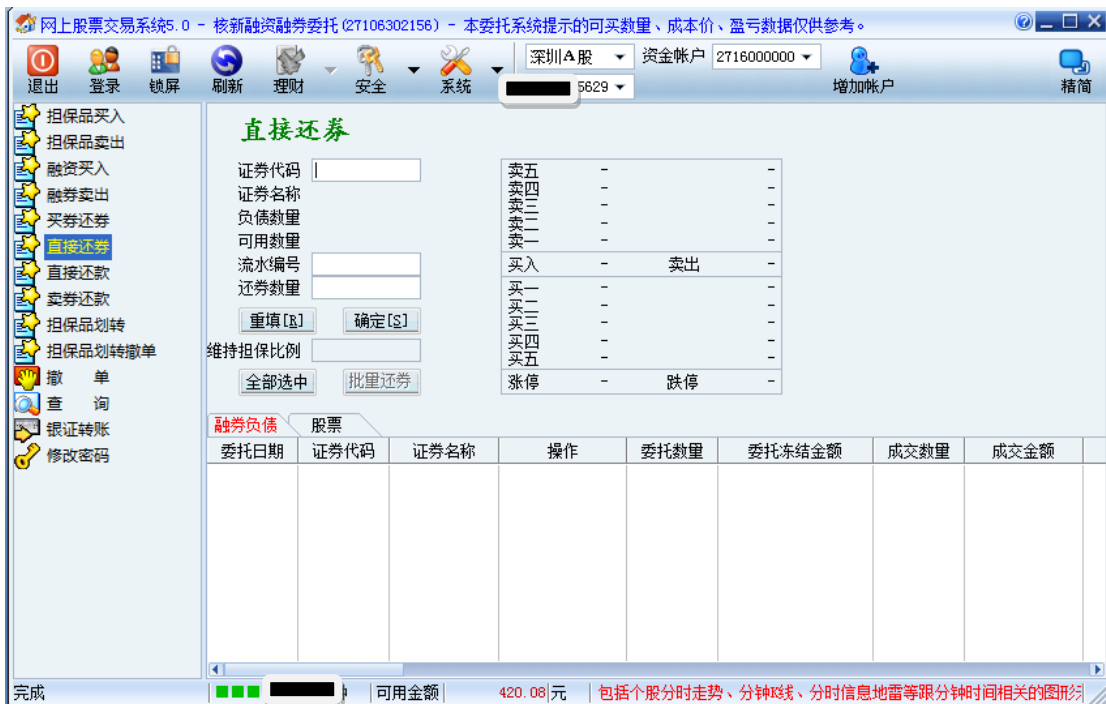 网上股票交易系统5.0 - 核新融资融券委托(27106302156) - 本委托系统提示的可买数量、成本价、盈亏数据仅供参考。
退出 登录 锁屏 刷新 理财 安全 系统
深圳A股 资金帐户 2716000000
5629
增加帐户 精简
担保品买入
担保品卖出
融资买入
融券卖出
买券还券
直接还券
直接还款
卖券还款
担保品划转
担保品划转撤单
撤 单
查 询
银证转账
修改密码
直接还券
证券代码
证券名称
负债数量
可用数量
流水编号
还券数量
重填[R] 确定[S]
维持担保比例
全部选中 批量还券
卖五 - -
卖四 - -
卖三 - -
卖二 - -
卖一 - -
买入 - 卖出 -
买一 - -
买二 - -
买三 - -
买四 - -
买五 - -
涨停 - 跌停 -
融券负债 股票
委托日期 证券代码 证券名称 操作 委托数量 委托冻结金额 成交数量 成交金额
完成 可用金额 420.08 元 包括个股分时走势、分钟K线、分时信息地雷等跟分钟时间相关的图形